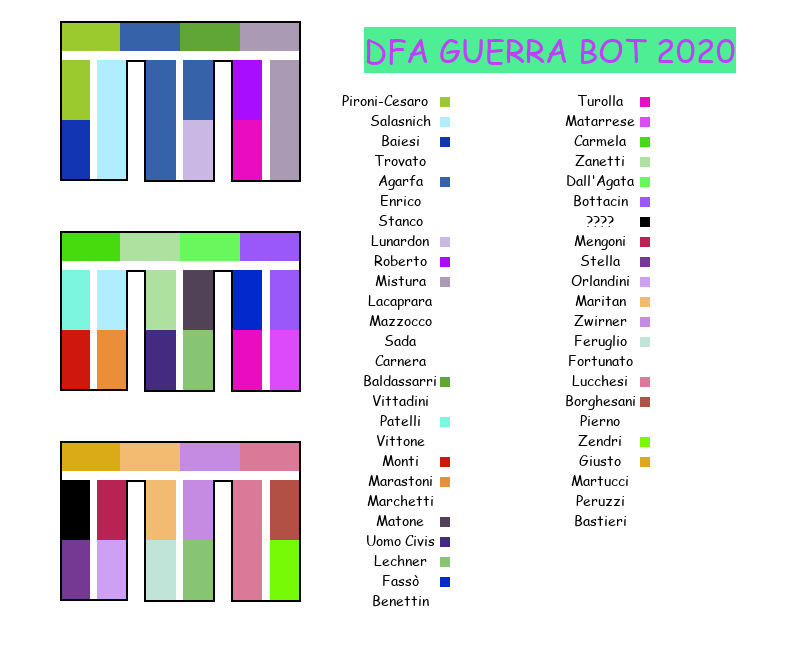 DFA GUERRA BOT 2020
Pironi-Cesaro
Salasnich
Baiesi
Trovato
Agarfa
Enrico
Stanco
Lunardon
Roberto
Mistura
Lacaprara
Mazzocco
Sada
Carnera
Baldassarri
Vittadini
Patelli
Vittone
Monti
Marastoni
Marchetti
Matone
Uomo Civis
Lechner
Fassò
Benettin
Turolla
Matarrese
Carmela
Zanetti
Dall'Agata
Bottacin
????
Mengoni
Stella
Orlandini
Maritan
Zwirner
Feruglio
Fortunato
Lucchesi
Borghesani
Pierno
Zendri
Giusto
Martucci
Peruzzi
Bastieri